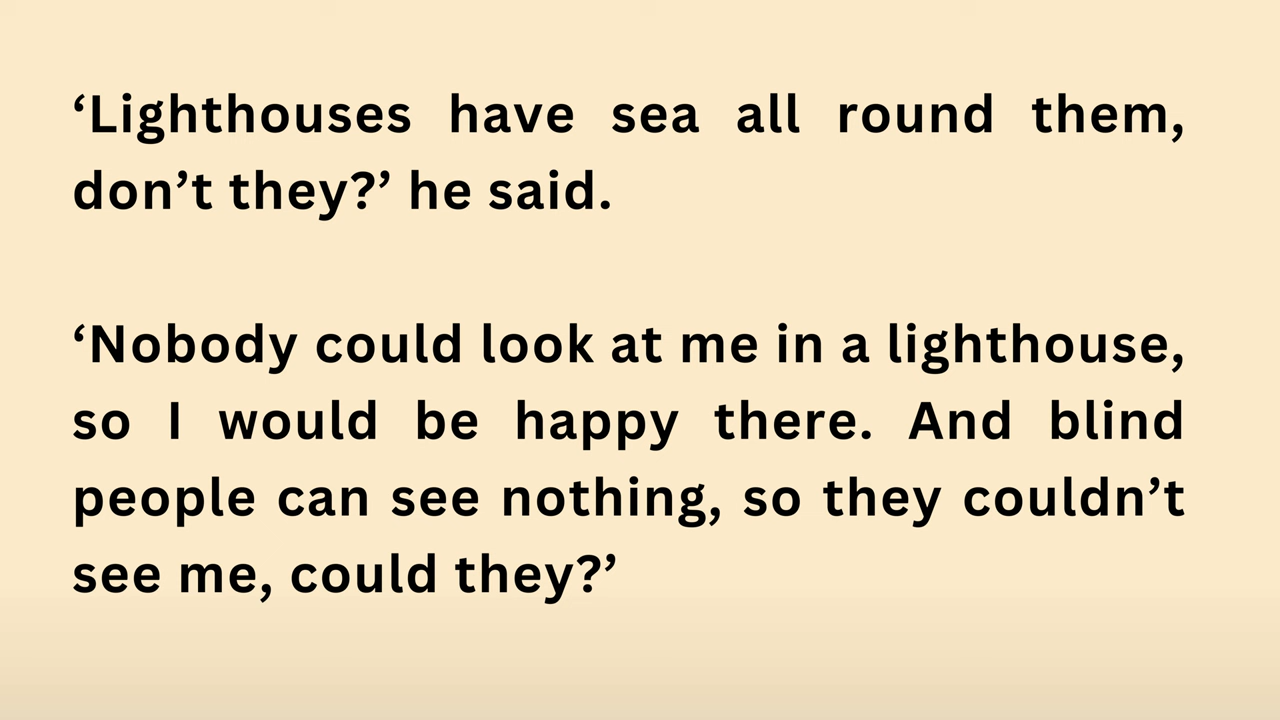 ‘Lighthouses have sea all round them,
don’t they?’ he said.
‘Nobody could look at me in a lighthouse,
so I would be happy there. And blind
people can see nothing, so they couldn’t
see me, could they?’